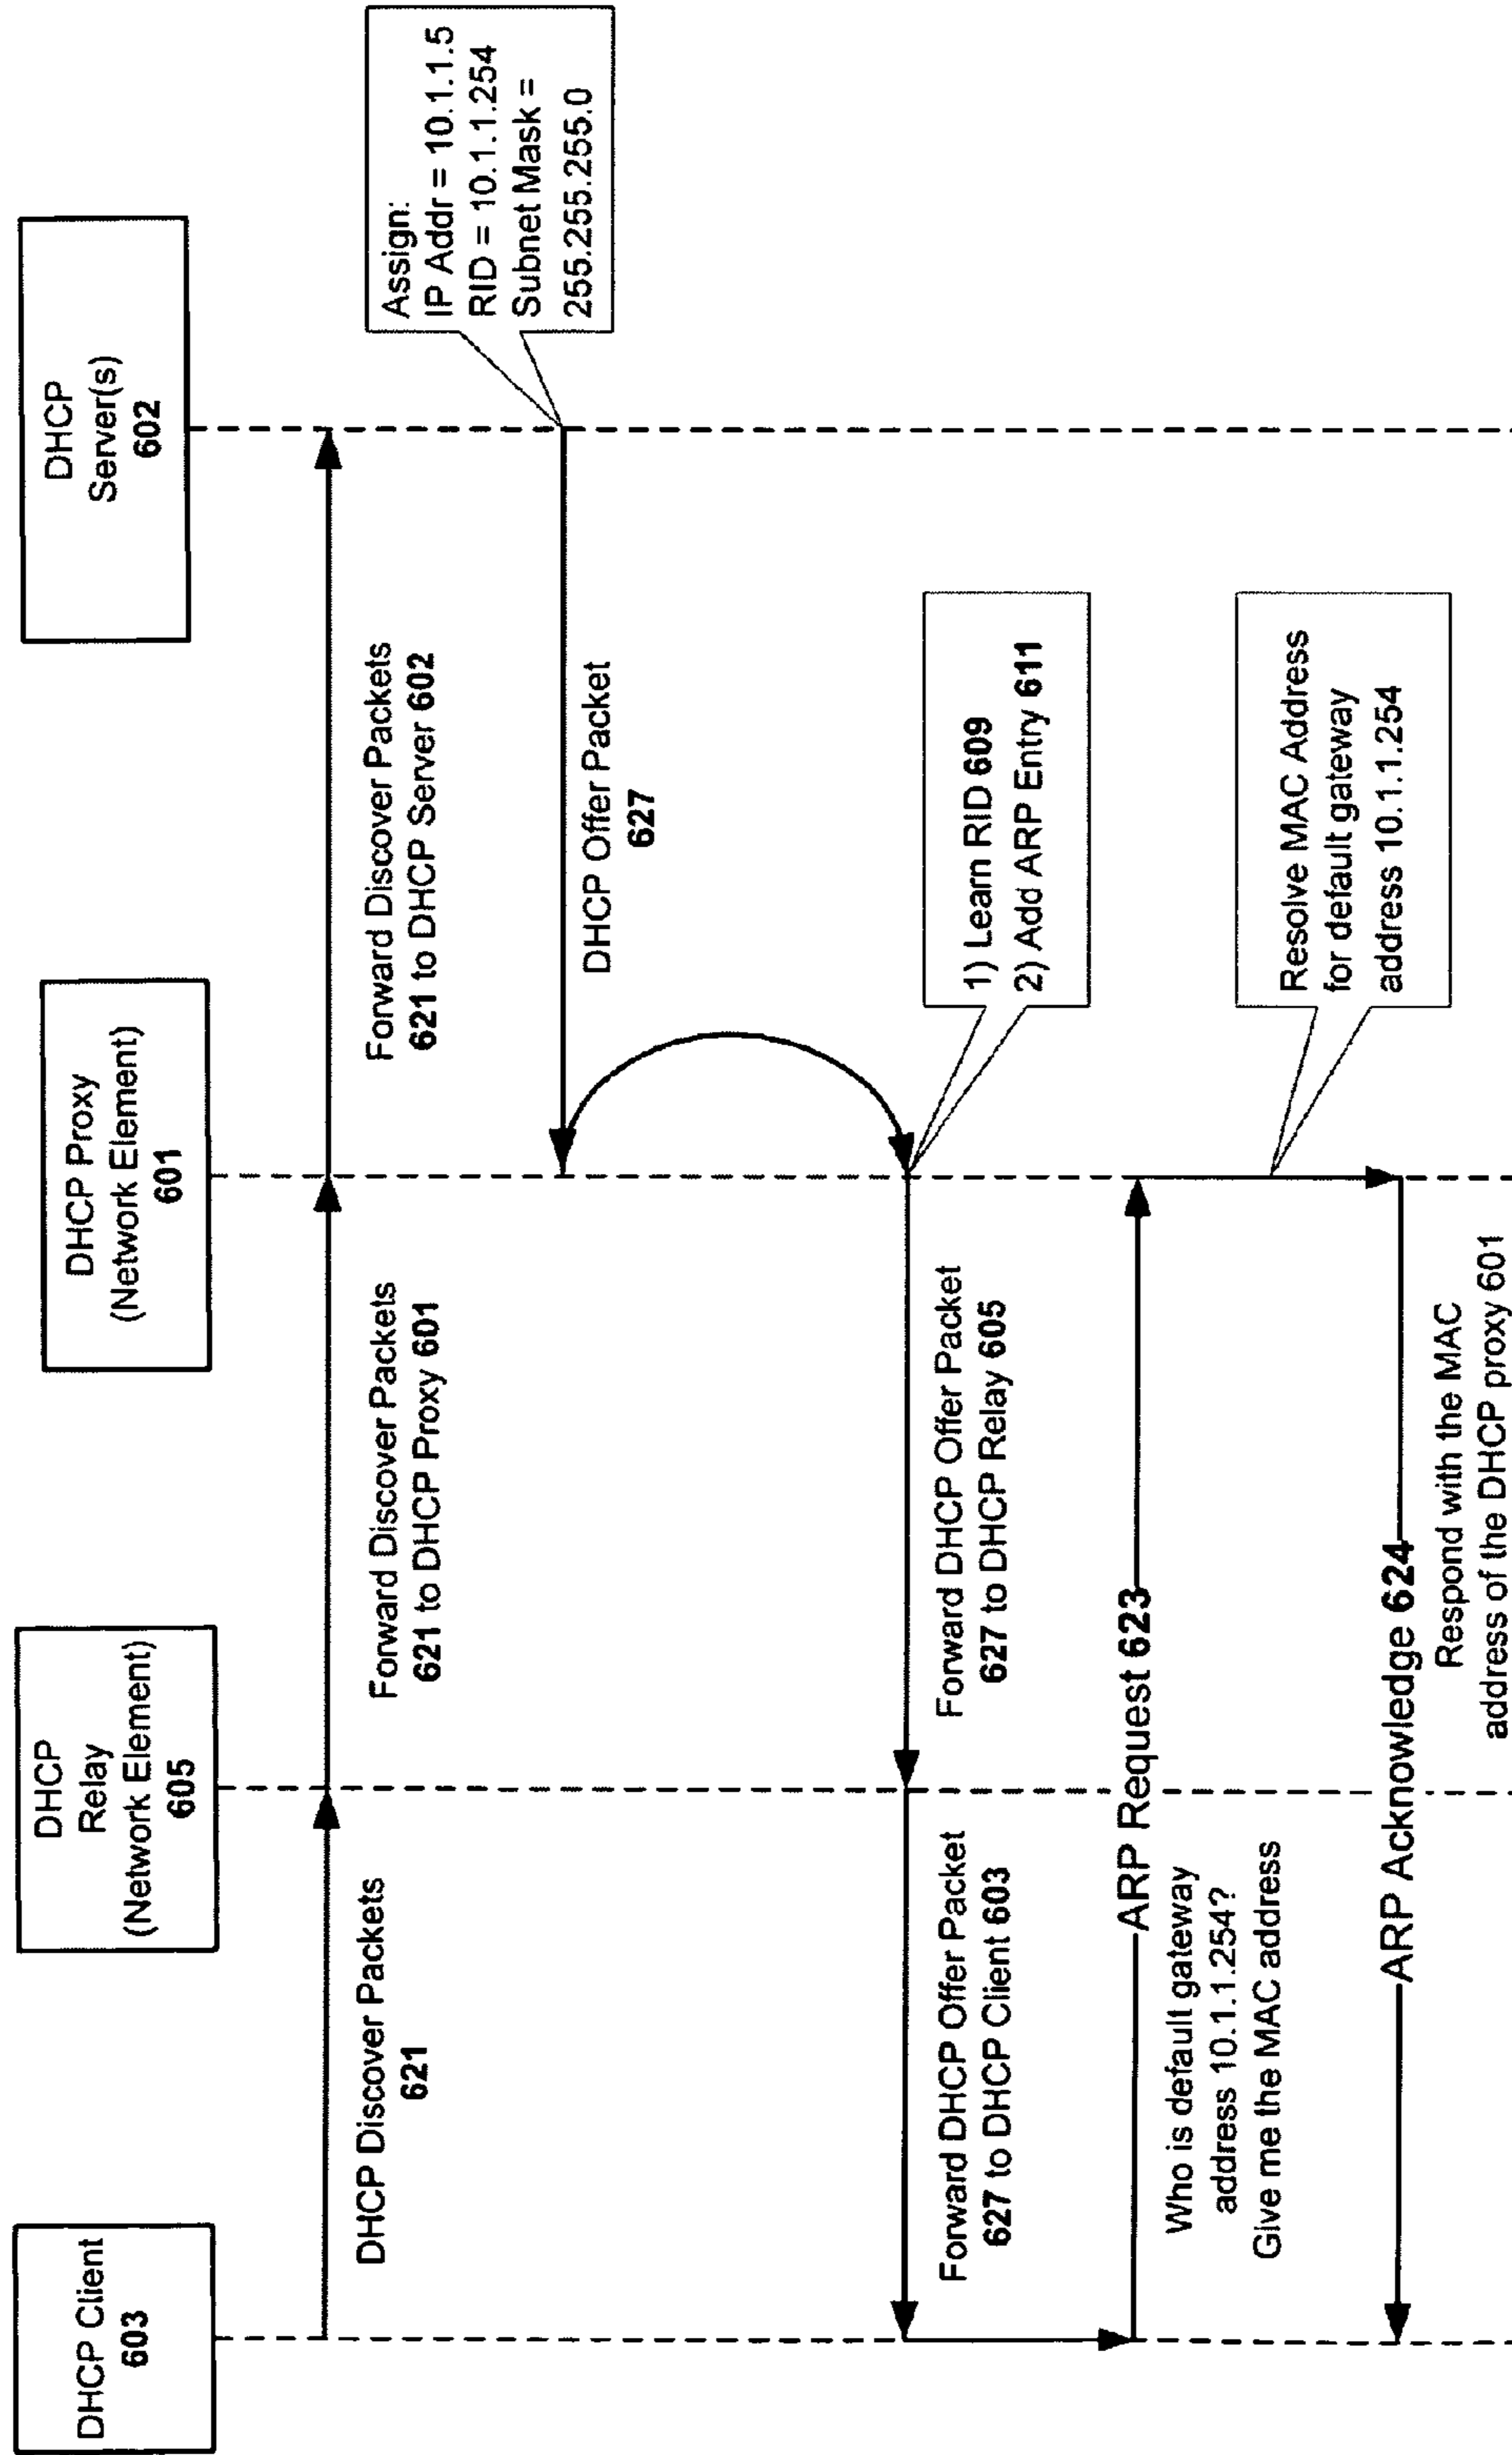 DHCP Client
603
DHCP
Relay
(Network Element)
605
DHCP Proxy
(Network Element)
601
DHCP
Server(s)
602
DHCP Discover Packets
621
Forward Discover Packets
621 to DHCP Proxy 601
Forward Discover Packets
621 to DHCP Server 602
Assign:
IP Addr = 10.1.1.5
RID = 10.1.1.254
Subnet Mask =
255.255.255.0
DHCP Offer Packet
627
1) Learn RID 609
2) Add ARP Entry 611
Forward DHCP Offer Packet
627 to DHCP Relay 605
Forward DHCP Offer Packet
627 to DHCP Client 603
ARP Request 623
Who is default gateway
address 10.1.1.254?
Give me the MAC address
Resolve MAC Address
for default gateway
address 10.1.1.254
ARP Acknowledge 624
Respond with the MAC
address of the DHCP proxy 601